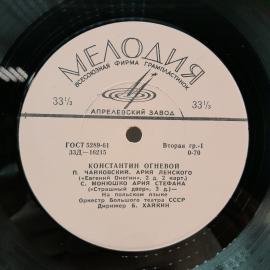 МЕЛОДИЯ
ВСЕСОЮЗНАЯ ФИРМА ГРАМПЛАСТИНОК
33⅓ 33⅓
АПРЕЛЕВСКИЙ ЗАВОД
ГОСТ 5289-61 Вторая гр.-I
33Д—16215 0-70
КОНСТАНТИН ОГНЕВОЙ
П. ЧАЙКОВСКИЙ. АРИЯ ЛЕНСКОГО
(«Евгений Онегин», 2 д. 2 карт.)
С. МОНЮШКО АРИЯ СТЕФАНА
(«Страшный двор», 3 д.)—
На польском языке
Оркестр Большого театра СССР
Дирижер Б. ХАЙКИН